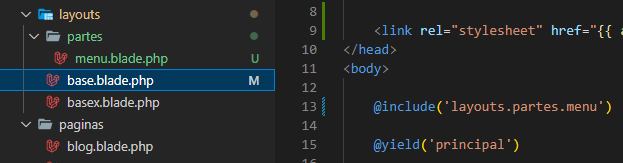 layouts
partes
menu.blade.php U
base.blade.php M
basex.blade.php
paginas
blog.blade.php
8
9 <link rel="stylesheet" href="{{
10 </head>
11 <body>
12
13 @include('layouts.partes.menu')
14
15 @yield('principal')